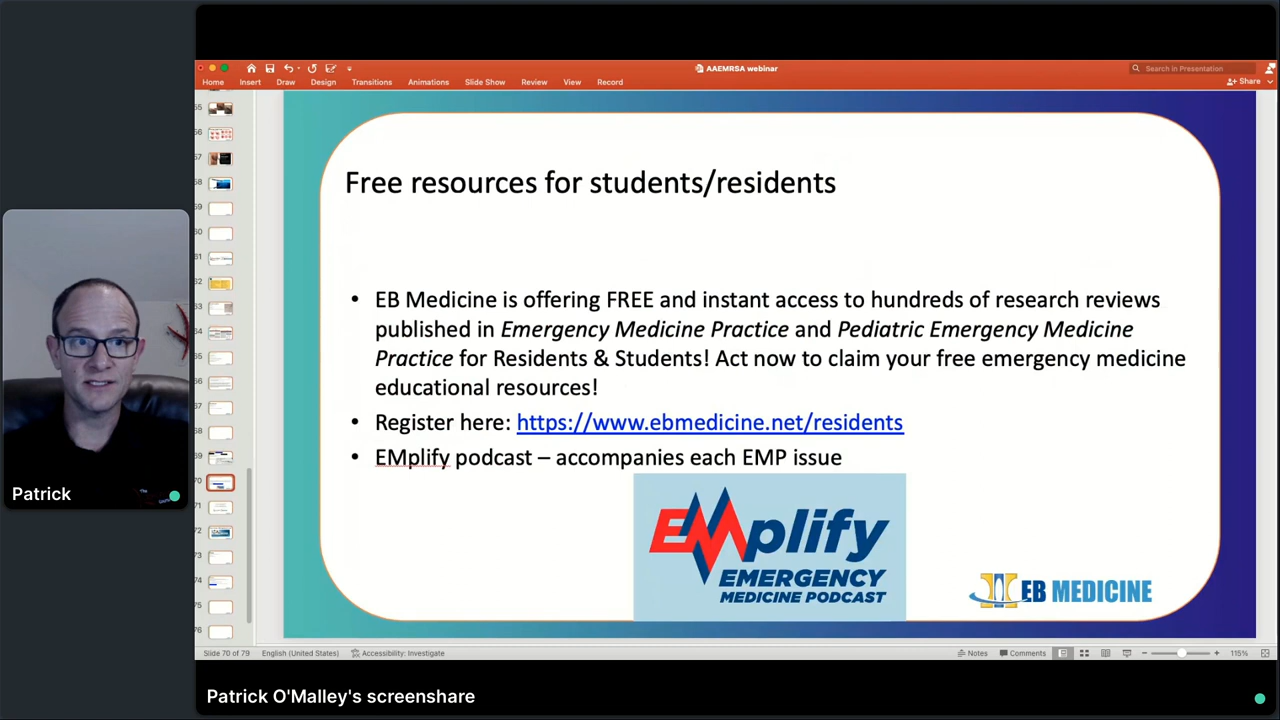 AAEMRSA webinar
Search in Presentation
Home Insert Draw Design Transitions Animations Slide Show Review View Record
Share
Free resources for students/residents
• EB Medicine is offering FREE and instant access to hundreds of research reviews
published in Emergency Medicine Practice and Pediatric Emergency Medicine
Practice for Residents & Students! Act now to claim your free emergency medicine
educational resources!
• Register here: https://www.ebmedicine.net/residents
• EMplify podcast – accompanies each EMP issue
EMplify
EMERGENCY
MEDICINE PODCAST
EB MEDICINE
Patrick
Slide 70 of 79 English (United States) Accessibility: Investigate Notes Comments 115%
Patrick O'Malley's screenshare